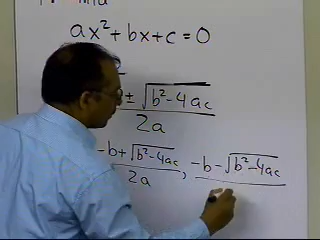 ax² + bx + c = 0
± √(b² - 4ac)
2a
-b + √(b² - 4ac) , -b - √(b² - 4ac)
2a